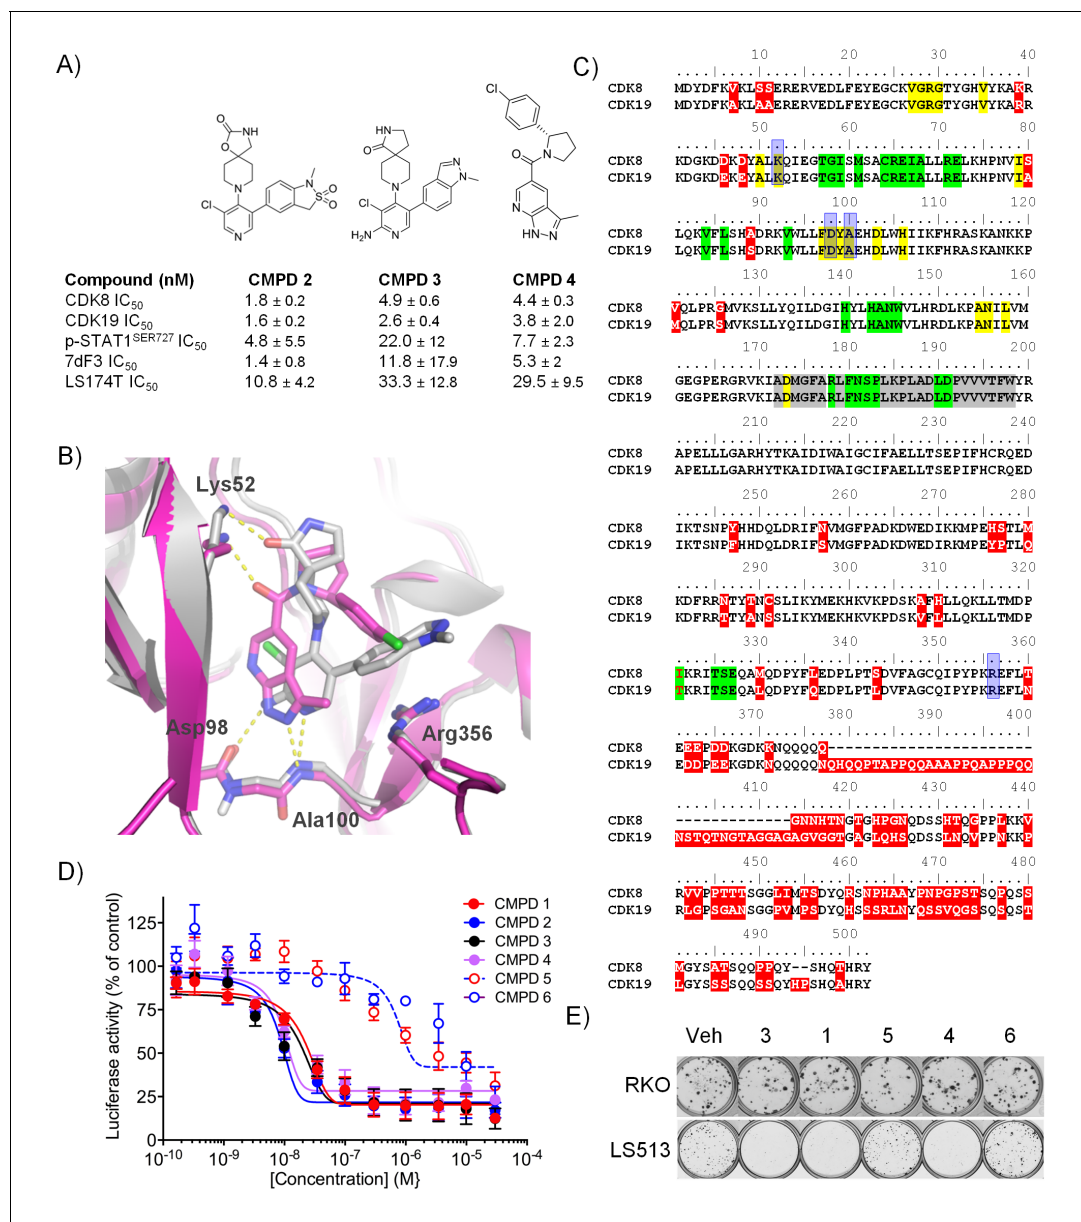 A)
O
NH
O
N
Cl
N
N
S
O
O
HN
O
N
Cl
H2N
N
N
N
Cl
N
O
N
N
N
H
Compound (nM) CMPD 2 CMPD 3 CMPD 4
CDK8 IC50 1.8 ± 0.2 4.9 ± 0.6 4.4 ± 0.3
CDK19 IC50 1.6 ± 0.2 2.6 ± 0.4 3.8 ± 2.0
p-STAT1SER727 IC50 4.8 ± 5.5 22.0 ± 12 7.7 ± 2.3
7dF3 IC50 1.4 ± 0.8 11.8 ± 17.9 5.3 ± 2
LS174T IC50 10.8 ± 4.2 33.3 ± 12.8 29.5 ± 9.5
B)
Lys52
Asp98
Arg356
Ala100
C)
10 20 30 40
CDK8 MDYDFKVKLSSERERVEDLFEYEGCKVGRGTYGHVYKAKR
CDK19 MDYDFKAKLAAERERVEDLFEYEGCKVGRGTYGHVYKARR
50 60 70 80
CDK8 KDGKDDKDYALKQIEGTGISMSACREIALLRELKHPNVIS
CDK19 KDGKDEKEYALKQIEGTGISMSACREIALLRELKHPNVIA
90 100 110 120
CDK8 LQKVFLSHADRKVWLLFDYAEHDLWHIIKFHRASKANKKP
CDK19 LQKVFLSHSDRKVWLLFDYAEHDLWHIIKFHRASKANKKP
130 140 150 160
CDK8 VQLPRGMVKSLLYQILDGIHYLHANWVLHRDLKPANILVM
CDK19 MQLPRSMVKSLLYQILDGIHYLHANWVLHRDLKPANILVM
170 180 190 200
CDK8 GEGPERGRVKIADMGFARLFNSPLKPLADLDPVVVTFWYR
CDK19 GEGPERGRVKIADMGFARLFNSPLKPLADLDPVVVTFWYR
210 220 230 240
CDK8 APELLLGARHYTKAIDIWAIGCIFAELLTSEPIFHCRQED
CDK19 APELLLGARHYTKAIDIWAIGCIFAELLTSEPIFHCRQED
250 260 270 280
CDK8 IKTSNPYHHDQLDRIFNVMGFPADKDWEDIKKMPEHSTLM
CDK19 IKTSNPFHHDQLDRIFSVMGFPADKDWEDIRKMPEYPTLQ
290 300 310 320
CDK8 KDFRRNTYTNCSLIKYMEKHKVKPDSKAFHLLQKLLTMDP
CDK19 KDFRRTTYANSSLIKYMEKHKVKPDSKVFLLLQKLLTMDP
330 340 350 360
CDK8 IKRITSEQAMQDPYFLEDPLPTSDVFAGCQIPYPKREFLT
CDK19 TKRITSEQALQDPYFQEDPLPTLDVFAGCQIPYPKREFLN
370 380 390 400
CDK8 EEEPDDKGDKKNQQQQQ-----------------------
CDK19 EDDPEEKGDKNQQQQQNQHQQPTAPPQQAAAPPQAPPPQQ
410 420 430 440
CDK8 -------------GNNHTNGTGHPGNQDSSHTQGPPLKKV
CDK19 NSTQTNGTAGGAGAGVGGTGAGLQHSQDSSLNQVPPNKKP
450 460 470 480
CDK8 RVVPPTTTSGGLIMTSDYQRSNPHAAYPNPGPSTSQPQSS
CDK19 RLGPSGANSGGPVMPSDYQHSSSRLNYQSSVQGSSQSQST
490 500
CDK8 MGYSATSQQPPQY--SHQTHRY
CDK19 LGYSSSSQQSSQYHPSHQAHRY
D)
Luciferase activity (% of control)
125
100
75
50
25
0
10-10 10-9 10-8 10-7 10-6 10-5 10-4
[Concentration] (M}
CMPD 1
CMPD 2
CMPD 3
CMPD 4
CMPD 5
CMPD 6
E)
Veh 3 1 5 4 6
RKO
LS513